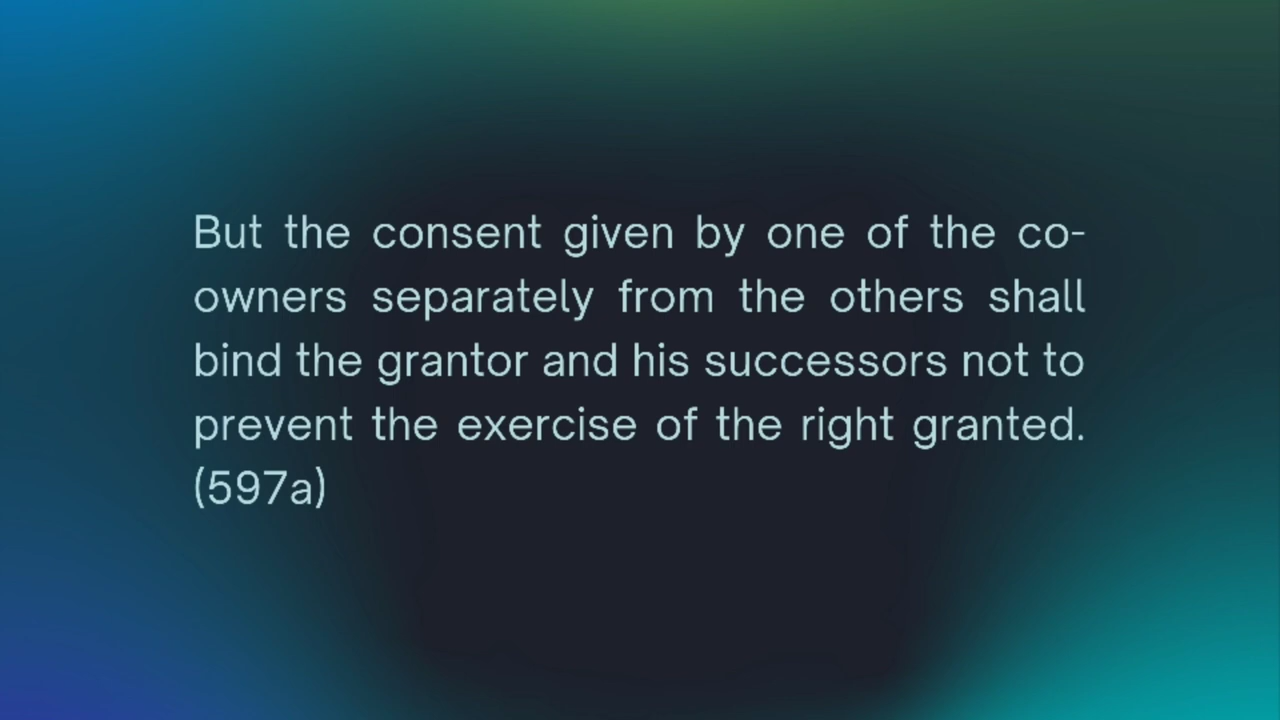 But the consent given by one of the co-
owners separately from the others shall
bind the grantor and his successors not to
prevent the exercise of the right granted.
(597a)